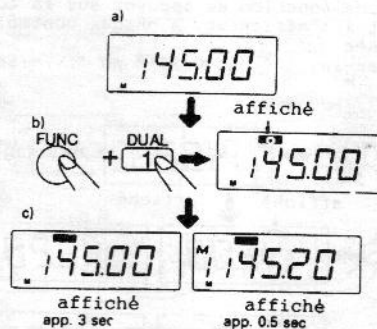 a)
145.00
M
affiché
b)
FUNC
+
DUAL
1
145.00
M
c)
145.00
M
M 145.20
M
affiché
affiché
app. 3 sec
app. 0.5 sec